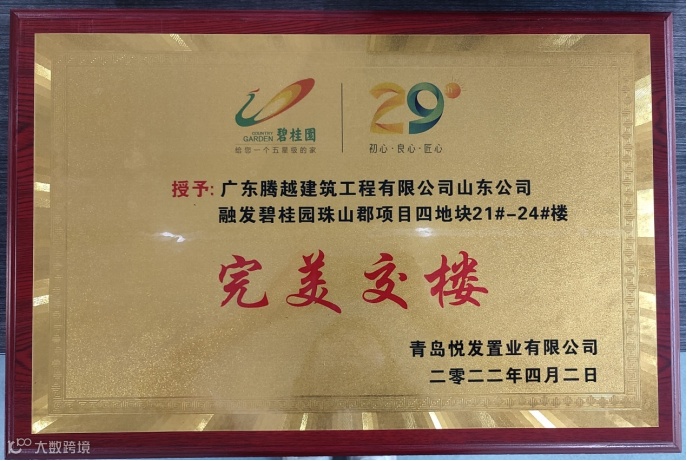 COUNTRY
GARDEN 碧桂园
给您一个五星级的家
29
初心·良心·匠心
授予: 广东腾越建筑工程有限公司山东公司
融发碧桂园珠山郡项目四地块21#-24#楼
完美交楼
青岛悦发置业有限公司
二零二二年四月二日
大数跨境